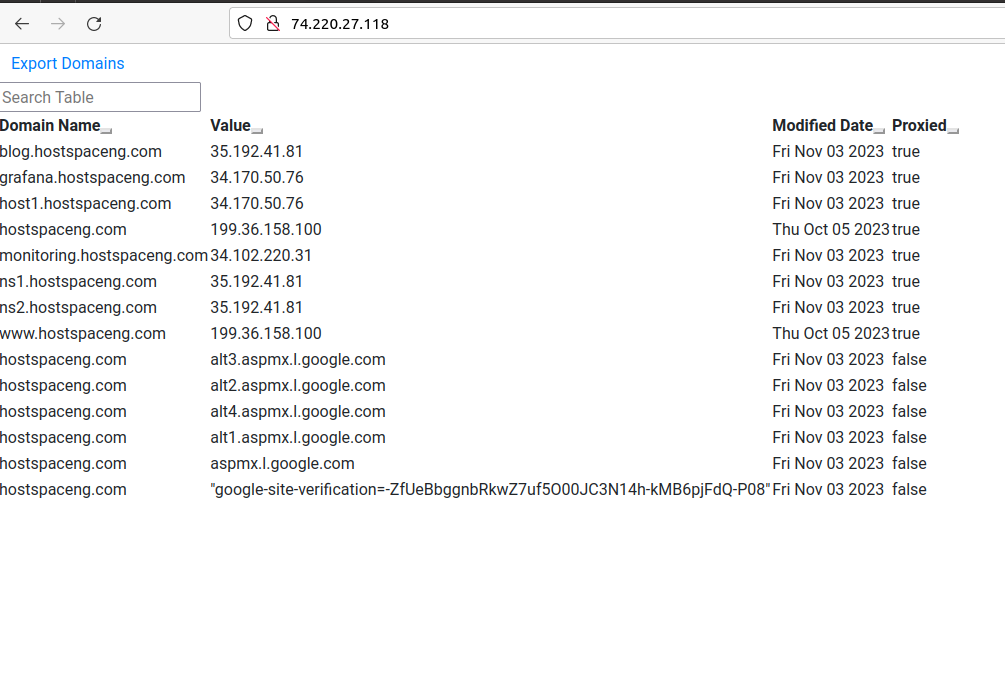 74.220.27.118
Export Domains
Search Table
Domain Name Value Modified Date Proxied
blog.hostspaceng.com 35.192.41.81 Fri Nov 03 2023 true
grafana.hostspaceng.com 34.170.50.76 Fri Nov 03 2023 true
host1.hostspaceng.com 34.170.50.76 Fri Nov 03 2023 true
hostspaceng.com 199.36.158.100 Thu Oct 05 2023 true
monitoring.hostspaceng.com 34.102.220.31 Fri Nov 03 2023 true
ns1.hostspaceng.com 35.192.41.81 Fri Nov 03 2023 true
ns2.hostspaceng.com 35.192.41.81 Fri Nov 03 2023 true
www.hostspaceng.com 199.36.158.100 Thu Oct 05 2023 true
hostspaceng.com alt3.aspmx.l.google.com Fri Nov 03 2023 false
hostspaceng.com alt2.aspmx.l.google.com Fri Nov 03 2023 false
hostspaceng.com alt4.aspmx.l.google.com Fri Nov 03 2023 false
hostspaceng.com alt1.aspmx.l.google.com Fri Nov 03 2023 false
hostspaceng.com aspmx.l.google.com Fri Nov 03 2023 false
hostspaceng.com "google-site-verification=-ZfUeBbggnbRkwZ7uf5O00JC3N14h-kMB6pjFdQ-P08" Fri Nov 03 2023 false